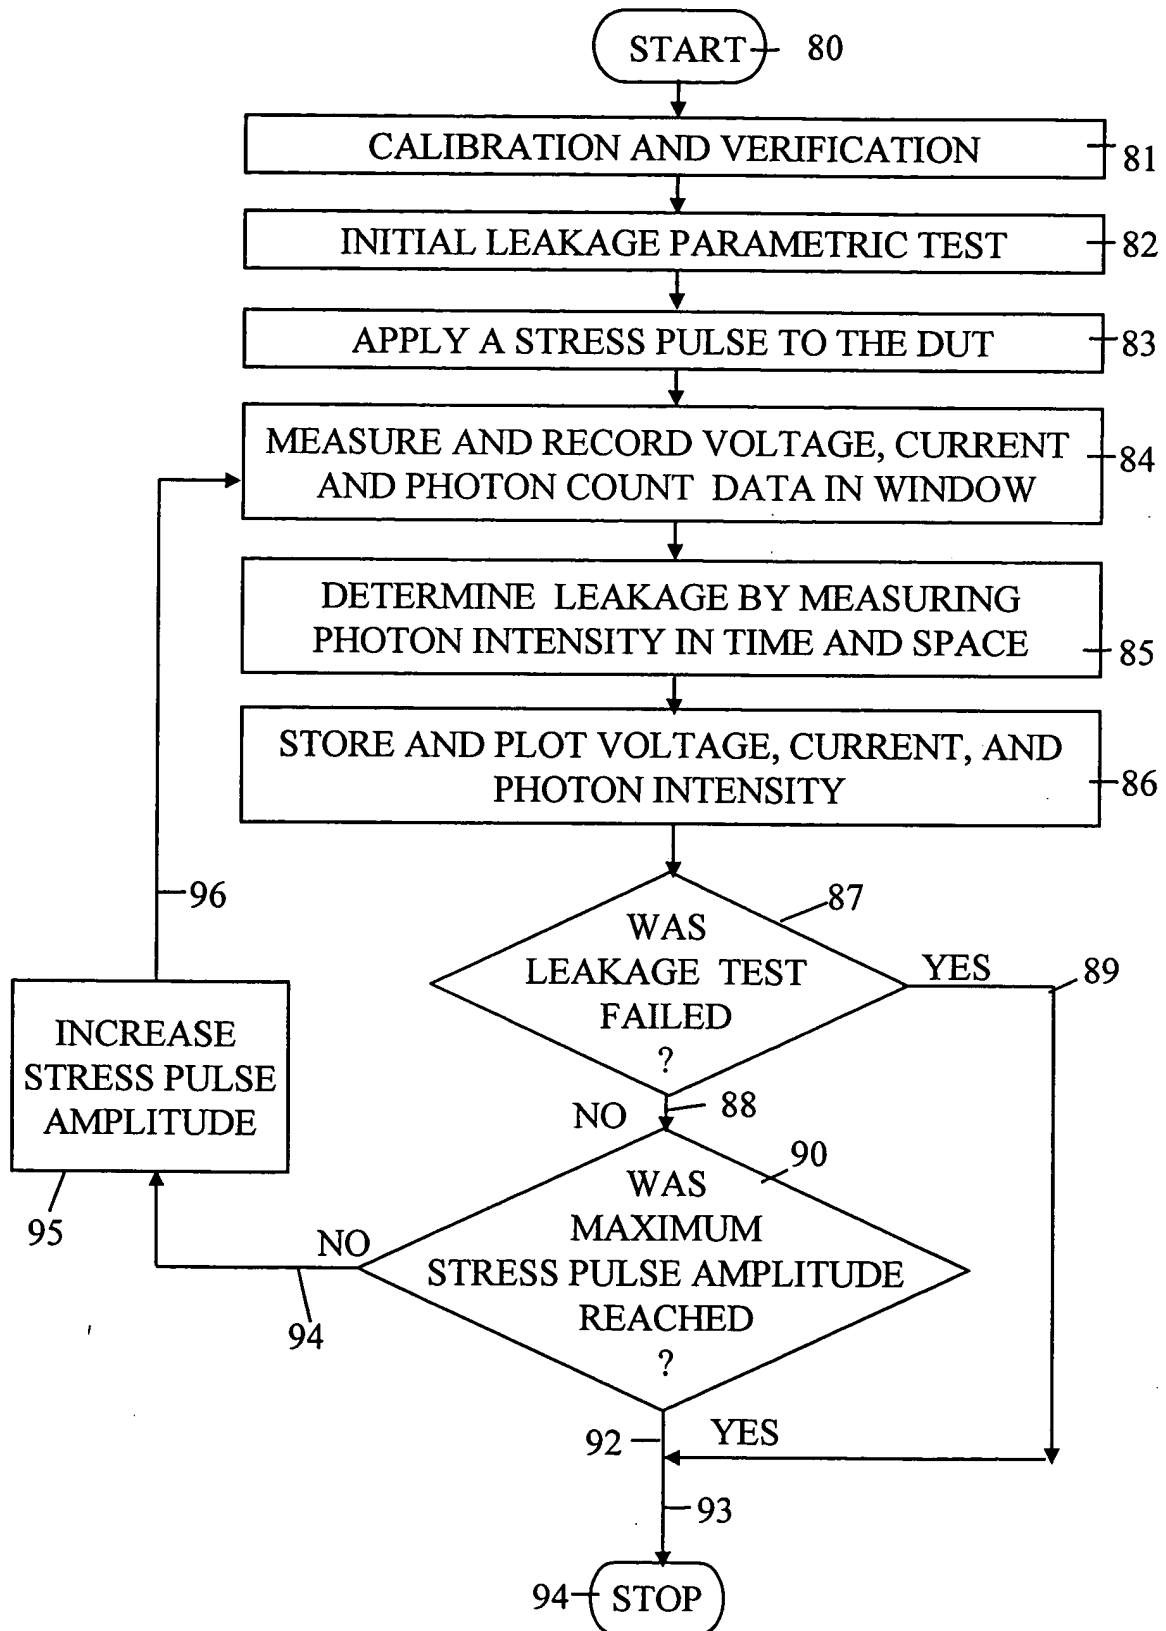 START 80
CALIBRATION AND VERIFICATION 81
INITIAL LEAKAGE PARAMETRIC TEST 82
APPLY A STRESS PULSE TO THE DUT 83
MEASURE AND RECORD VOLTAGE, CURRENT
AND PHOTON COUNT DATA IN WINDOW
84
DETERMINE LEAKAGE BY MEASURING
PHOTON INTENSITY IN TIME AND SPACE
85
STORE AND PLOT VOLTAGE, CURRENT, AND
PHOTON INTENSITY
86
87
WAS
LEAKAGE TEST
FAILED
?
YES
89
NO
88
90
WAS
MAXIMUM
STRESS PULSE AMPLITUDE
REACHED
?
NO
94
INCREASE
STRESS PULSE
AMPLITUDE
95
96
92
YES
93
94 STOP